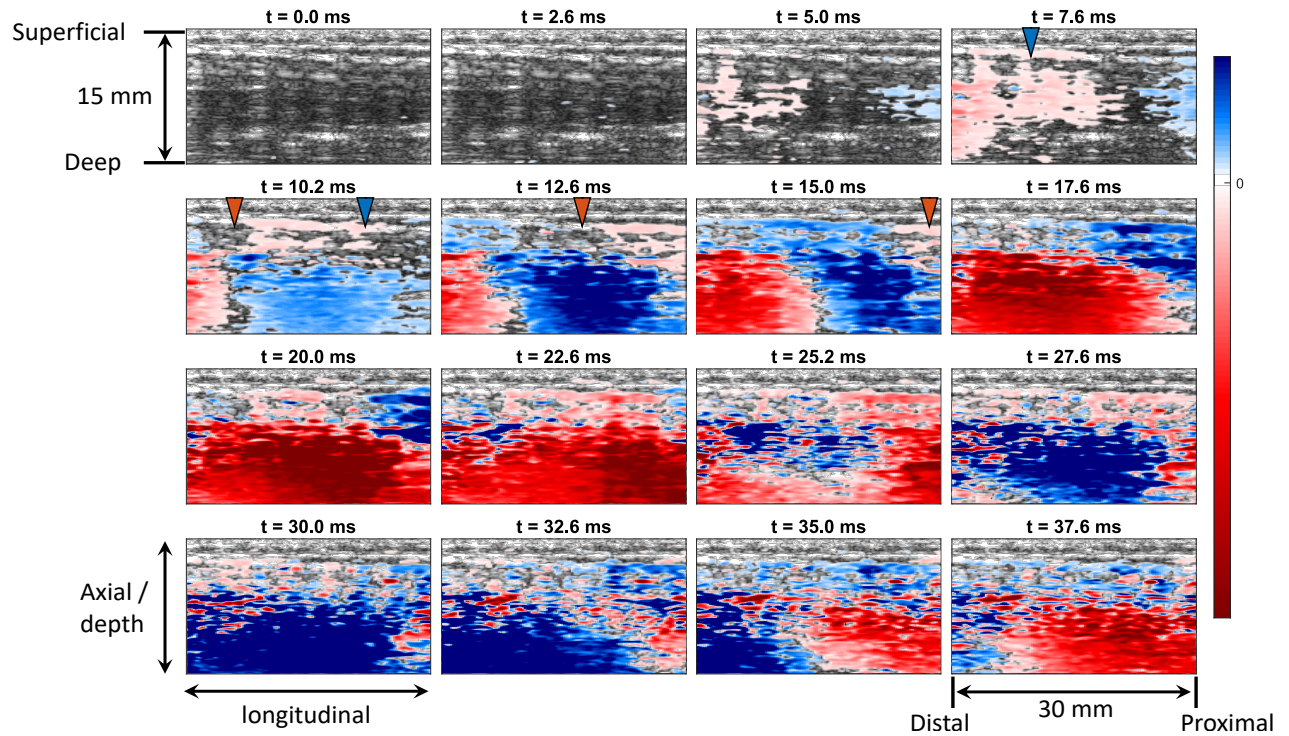 t = 0.0 ms
t = 2.6 ms
t = 5.0 ms
t = 7.6 ms
Superficial
15 mm
Deep
0
t = 10.2 ms
t = 12.6 ms
t = 15.0 ms
t = 17.6 ms
t = 20.0 ms
t = 22.6 ms
t = 25.2 ms
t = 27.6 ms
t = 30.0 ms
t = 32.6 ms
t = 35.0 ms
t = 37.6 ms
Axial /
depth
longitudinal
Distal
30 mm
Proximal